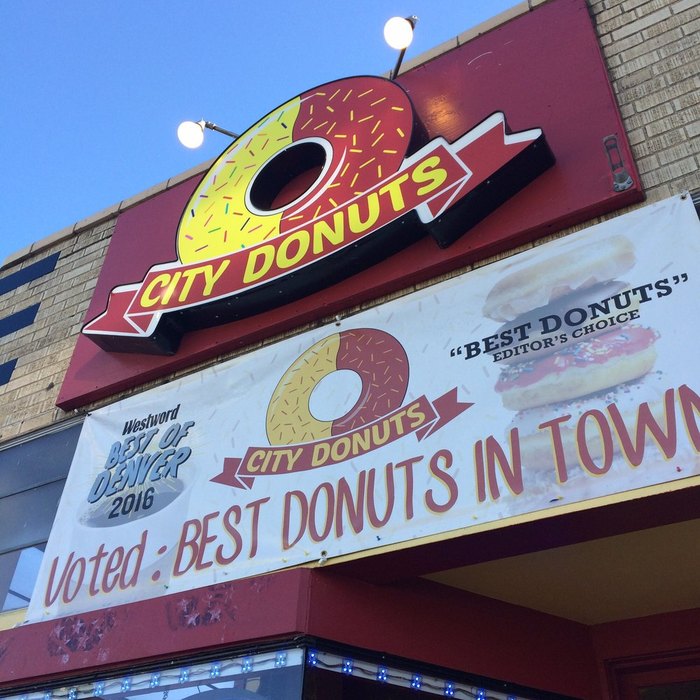 CITY DONUTS
Westword
BEST OF
DENVER
2016
CITY DONUTS
“BEST DONUTS”
EDITOR'S CHOICE
Voted: BEST DONUTS IN TOWN